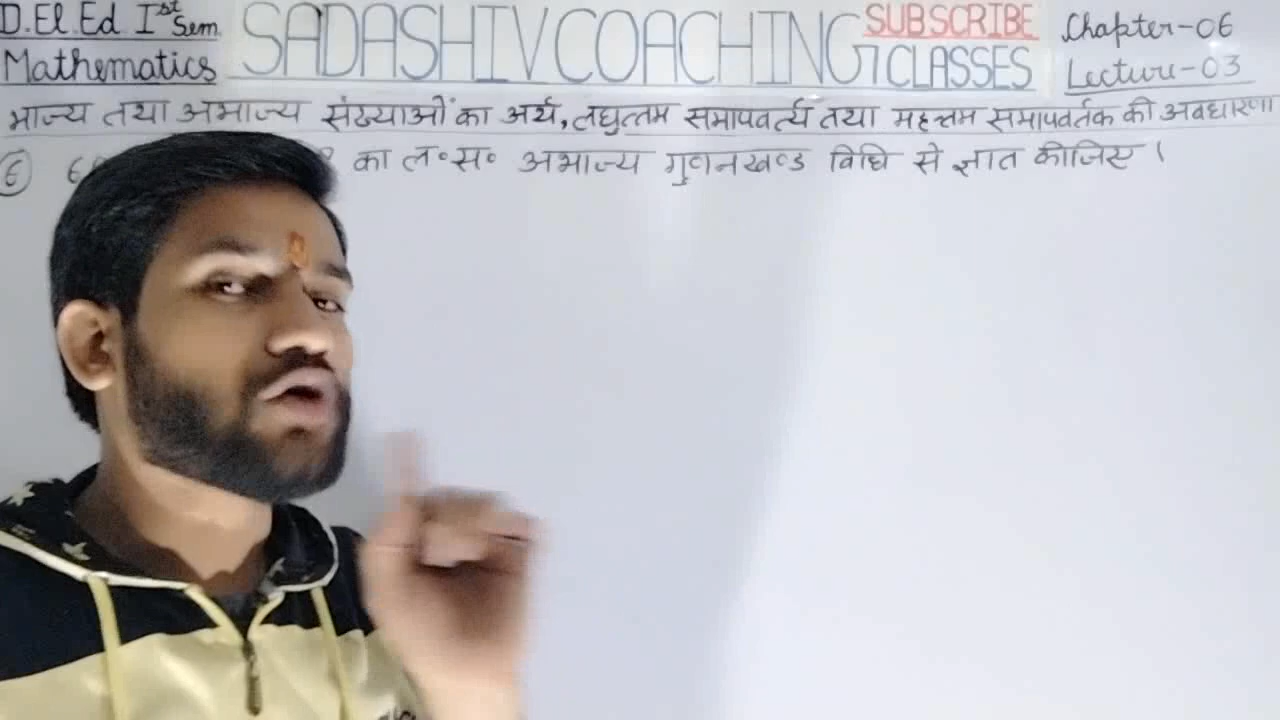 D.El.Ed Ist Sem.
Mathematics
SADASHIV COACHING CLASSES
SUBSCRIBE
Chapter-06
Lecture-03
भाज्य तथा अभाज्य संख्याओं का अर्थ, लघुत्तम समापवर्त्य तथा महत्तम समापवर्तक की अवधारणा
6 का ल॰स॰ अभाज्य गुणनखण्ड विधि से ज्ञात कीजिए।